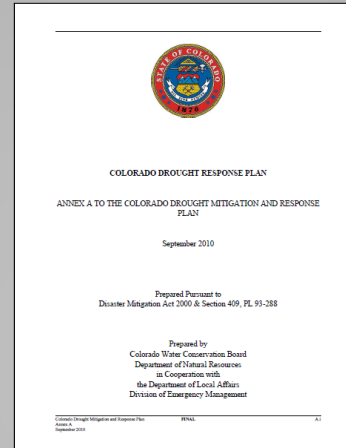 STATE OF COLORADO
1876
COLORADO DROUGHT RESPONSE PLAN
ANNEX A TO THE COLORADO DROUGHT MITIGATION AND RESPONSE
PLAN
September 2010
Prepared Pursuant to
Disaster Mitigation Act 2000 & Section 409, PL 93-288
Prepared by
Colorado Water Conservation Board
Department of Natural Resources
in Cooperation with
the Department of Local Affairs
Division of Emergency Management
Colorado Drought Mitigation and Response Plan FINAL A.1
Annex A
September 2010